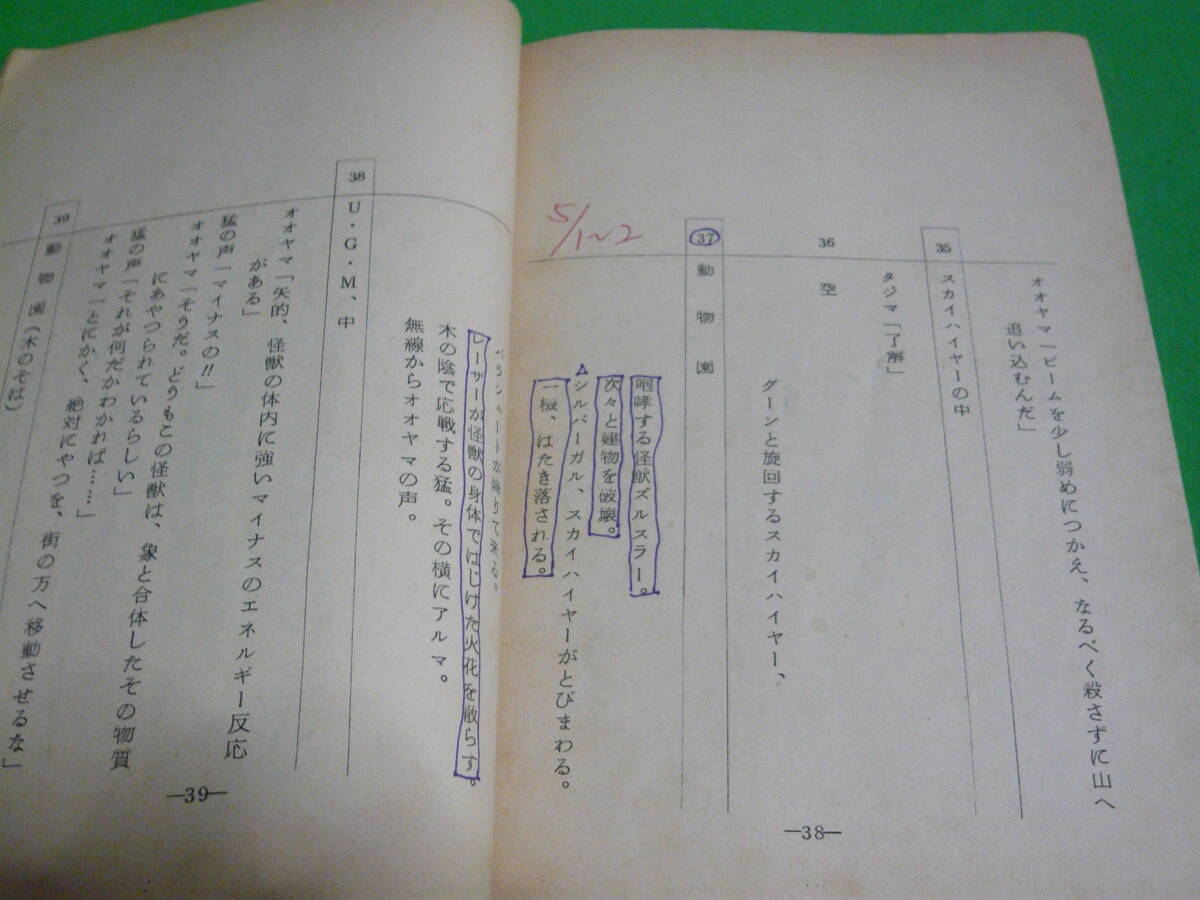 オオヤマ「ビームを少し弱めにつかえ、なるべく殺さずに山へ
追い込むんだ」
35 スカイハイヤーの中
タジマ「了解」
36 空
グーンと旋回するスカイハイヤー、
37 動物園
咆哮する怪獣ズルスラー。
次々と建物を破壊。
△シルバーガル、スカイハイヤーがとびまわる。
一機、はたき落される。
5/1~2
—38—
パラシュートが降りて来る。
レーザーが怪獣の身体ではじけた火花を散らす。
木の陰で応戦する猛。その横にアルマ。
無線からオオヤマの声。
38 U・G・M、中
オオヤマ「矢的、怪獣の体内に強いマイナスのエネルギー反応
がある」
猛の声「マイナスの!!」
オオヤマ「そうだ。どうもこの怪獣は、象と合体したその物質
にあやつられているらしい」
猛の声「それが何だかわかれば……」
オオヤマ「とにかく、絶対にやつを、街の方へ移動させるな」
39 動物園(木のそば)
—39—